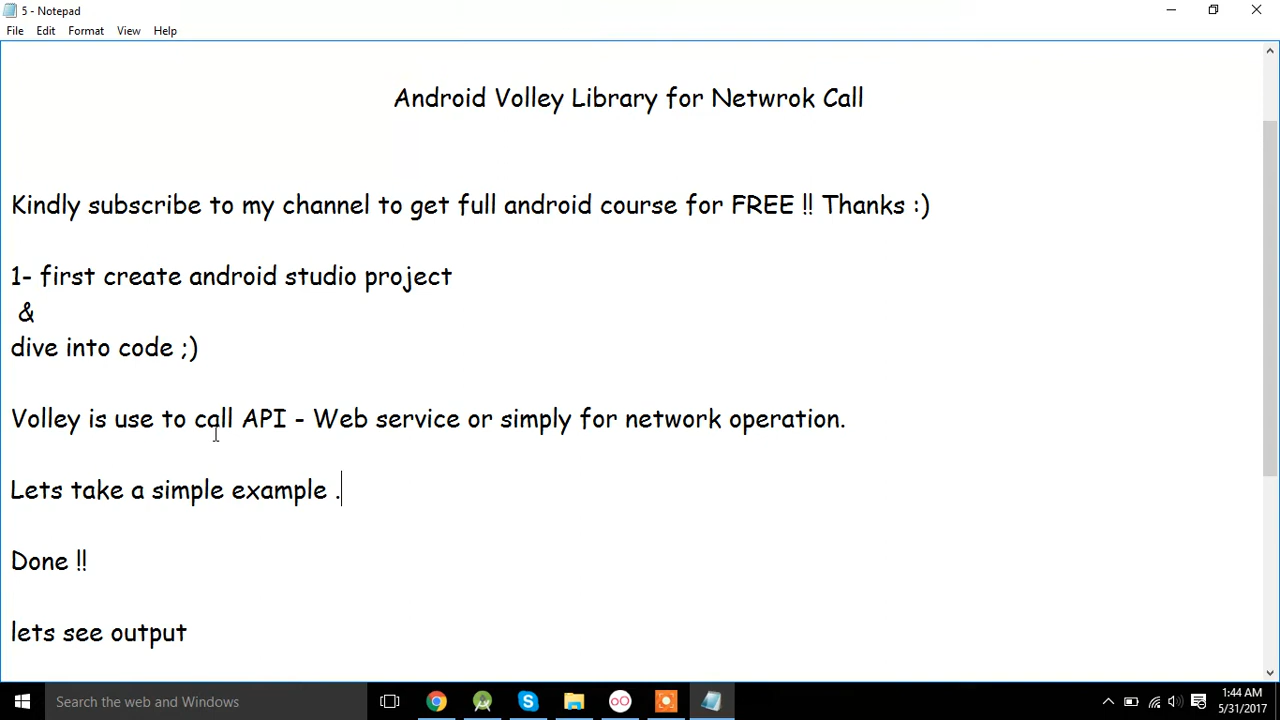 5 - Notepad
File Edit Format View Help
Android Volley Library for Netwrok Call
Kindly subscribe to my channel to get full android course for FREE !! Thanks :)
1- first create android studio project
&
dive into code ;)
Volley is use to call API - Web service or simply for network operation.
Lets take a simple example .
Done !!
lets see output
Search the web and Windows
1:44 AM
5/31/2017